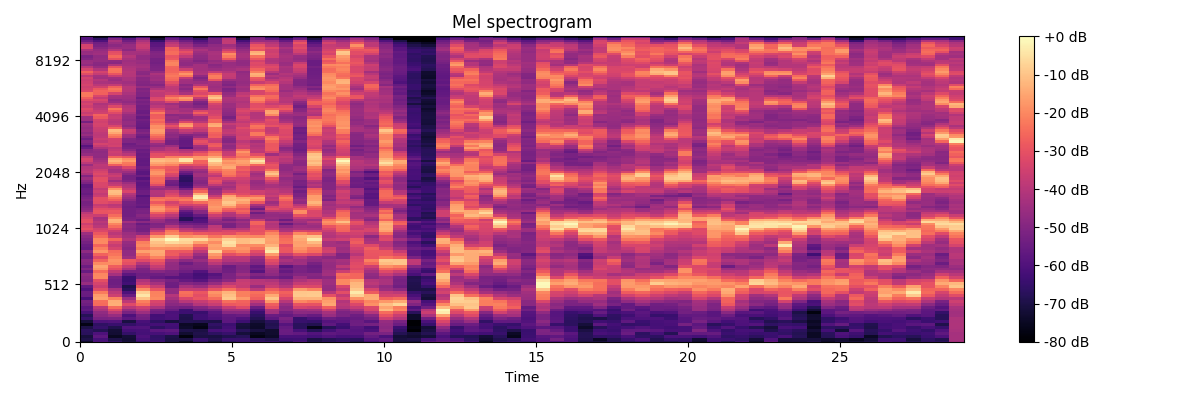 Mel spectrogram
8192
4096
2048
1024
512
0
Hz
0 5 10 15 20 25
Time
+0 dB
-10 dB
-20 dB
-30 dB
-40 dB
-50 dB
-60 dB
-70 dB
-80 dB